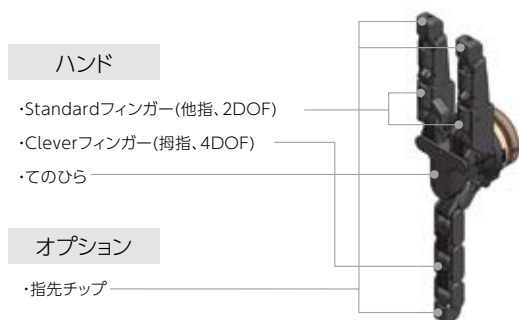 ハンド
・Standardフィンガー(他指、2DOF)
・Cleverフィンガー(拇指、4DOF)
・てのひら
オプション
・指先チップ